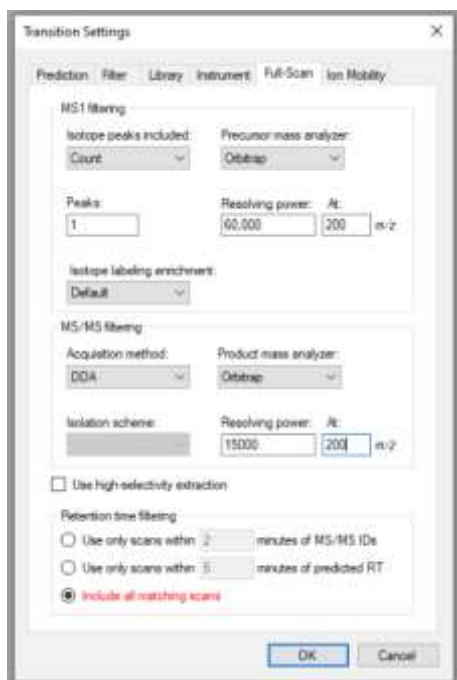 Transition Settings
Prediction Filter Library Instrument Full-Scan Ion Mobility
MS1 filtering
Isotope peaks included: Precursor mass analyzer:
Count Orbitrap
Peaks: Resolving power: At:
1 60,000 200 m/z
Isotope labeling enrichment:
Default
MS/MS filtering
Acquisition method: Product mass analyzer:
DDA Orbitrap
Isolation scheme: Resolving power: At:
15000 200 m/z
Use high-selectivity extraction
Retention time filtering
Use only scans within 2 minutes of MS/MS IDs
Use only scans within 5 minutes of predicted RT
Include all matching scans
OK Cancel